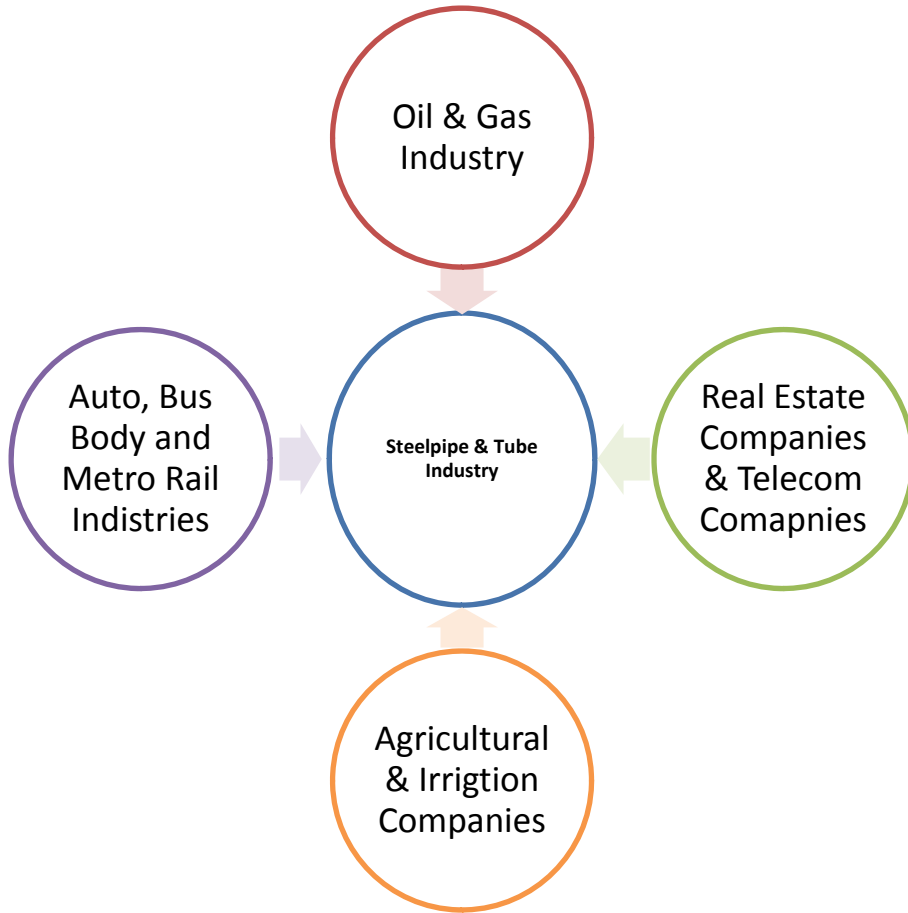 Oil & Gas
Industry
Auto, Bus
Body and
Metro Rail
Indistries
Steelpipe & Tube
Industry
Real Estate
Companies
& Telecom
Comapnies
Agricultural
& Irrigtion
Companies